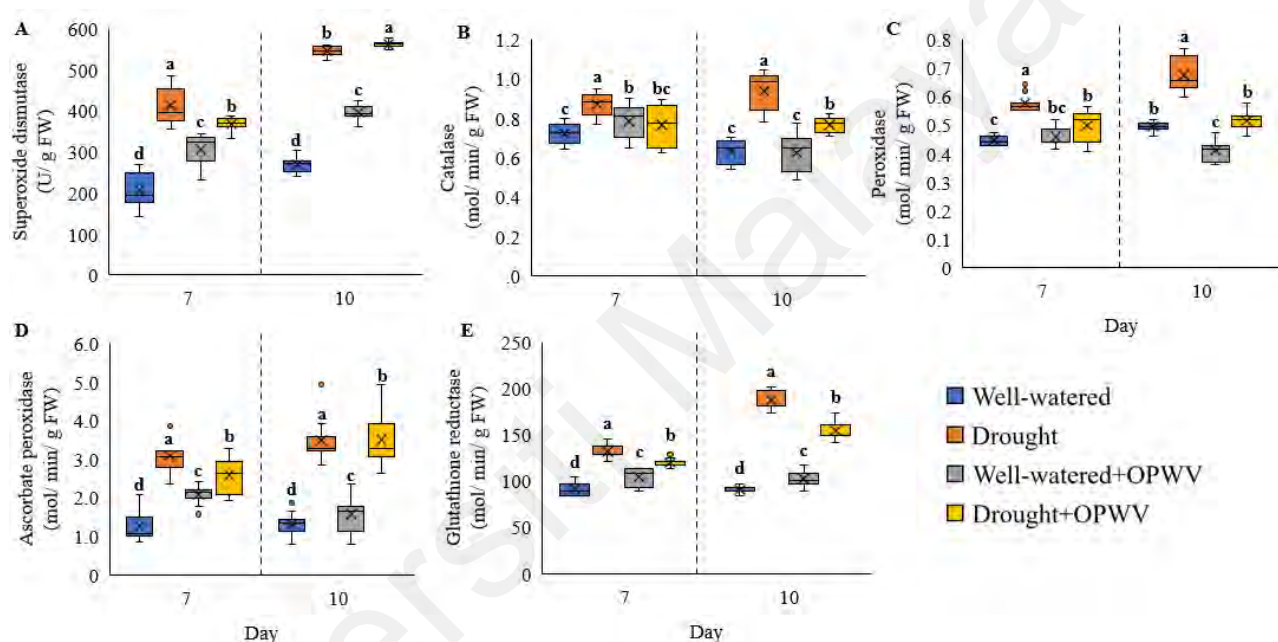 A
Superoxide dismutase
(U/ g FW)
600
500
400
300
200
100
0
d
a
c
b
d
b
c
a
7
10
B
Catalase
(mol/ min/ g FW)
1.2
1.0
0.8
0.6
0.4
0.2
0
c
a
b
bc
c
a
c
b
7
10
C
Peroxidase
(mol/ min/ g FW)
0.8
0.7
0.6
0.5
0.4
0.3
0.2
0.1
0
c
a
bc
b
b
a
c
b
7
10
Day
D
Ascorbate peroxidase
(mol/ min/ g FW)
6.0
5.0
4.0
3.0
2.0
1.0
0.0
d
a
c
b
d
a
c
b
7
10
Day
E
Glutathione reductase
(mol/ min/ g FW)
250
200
150
100
50
0
d
a
c
b
d
a
c
b
7
10
Day
Well-watered
Drought
Well-watered+OPWV
Drought+OPWV
ersiti Malaya